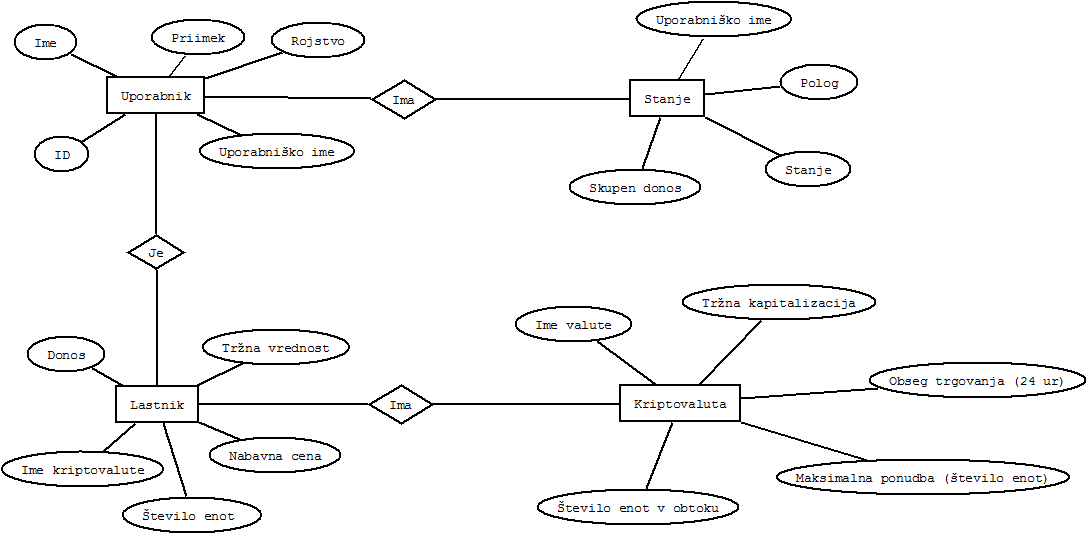 Uporabniško ime
Ime
Priimek
Rojstvo
Polog
Uporabnik
Ima
Stanje
ID
Uporabniško ime
Stanje
Skupen donos
Je
Tržna kapitalizacija
Ime valute
Donos
Tržna vrednost
Obseg trgovanja (24 ur)
Lastnik
Ima
Kriptovaluta
Ime kriptovalute
Nabavna cena
Maksimalna ponudba (število enot)
Število enot
Število enot v obtoku